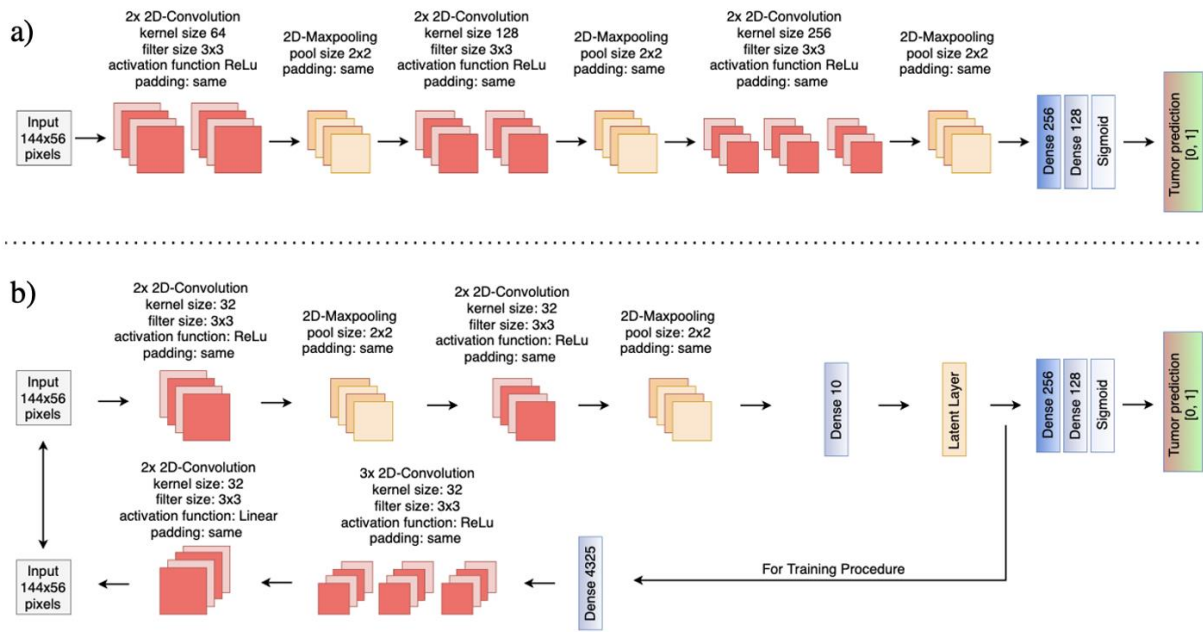 a)
2x 2D-Convolution
kernel size 64
filter size 3x3
activation function ReLu
padding: same
2D-Maxpooling
pool size 2x2
padding: same
2x 2D-Convolution
kernel size 128
filter size 3x3
activation function ReLu
padding: same
2D-Maxpooling
pool size 2x2
padding: same
2x 2D-Convolution
kernel size 256
filter size 3x3
activation function ReLu
padding: same
2D-Maxpooling
pool size 2x2
padding: same
Input
144x56
pixels
Dense 256
Dense 128
Sigmoid
Tumor prediction
[0, 1]
b)
2x 2D-Convolution
kernel size: 32
filter size: 3x3
activation function: ReLu
padding: same
2D-Maxpooling
pool size: 2x2
padding: same
2x 2D-Convolution
kernel size: 32
filter size: 3x3
activation function: ReLu
padding: same
2D-Maxpooling
pool size: 2x2
padding: same
Input
144x56
pixels
Dense 10
Latent Layer
Dense 256
Dense 128
Sigmoid
Tumor prediction
[0, 1]
2x 2D-Convolution
kernel size: 32
filter size: 3x3
activation function: Linear
padding: same
3x 2D-Convolution
kernel size: 32
filter size: 3x3
activation function: ReLu
padding: same
Input
144x56
pixels
Dense 4325
For Training Procedure